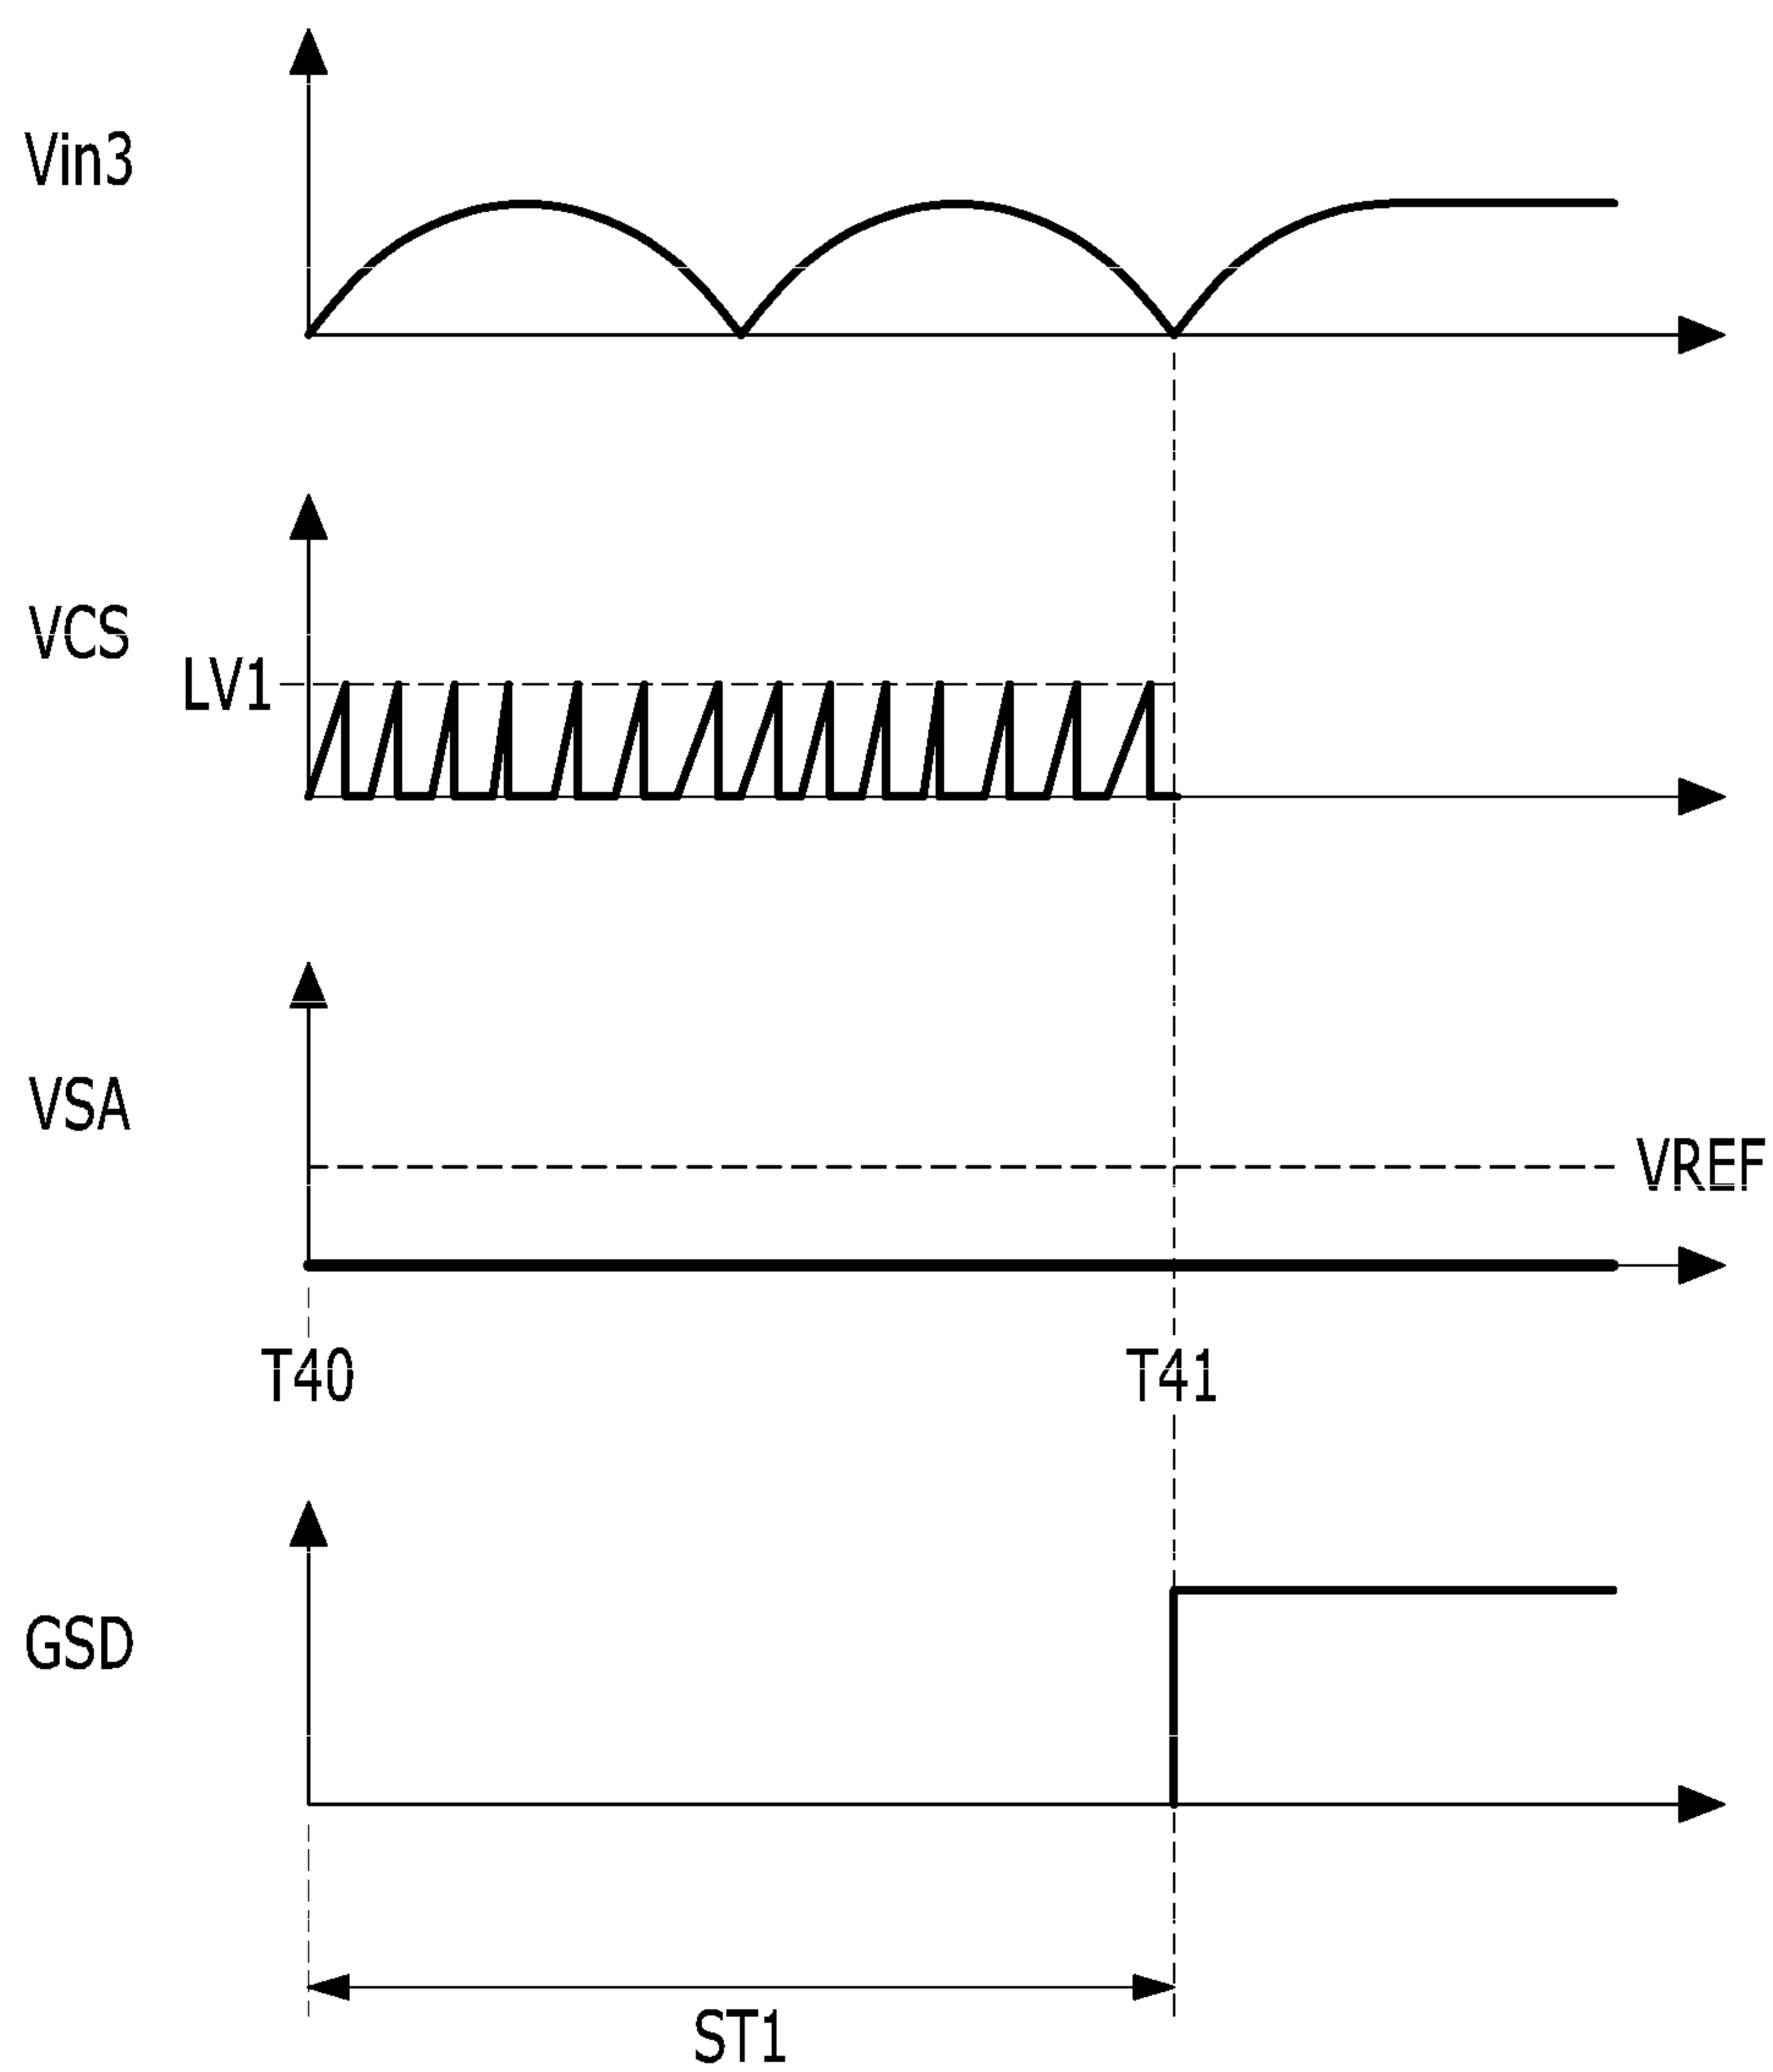 Vin3
VCS
LV1
VSA
VREF
T40 T41
GSD
ST1